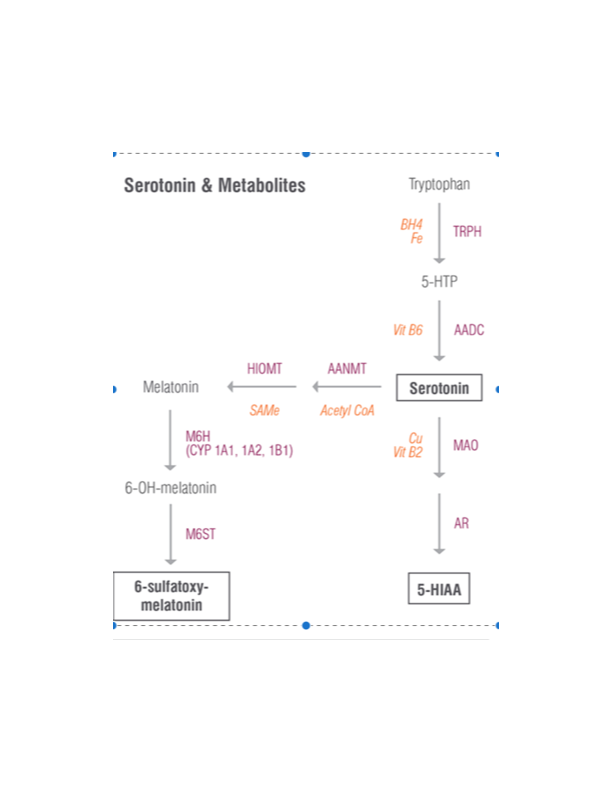 Serotonin & Metabolites
Tryptophan
BH4
Fe
TRPH
5-HTP
Vit B6
AADC
HIOMT
AANMT
Melatonin
Serotonin
SAMe
Acetyl CoA
M6H
(CYP 1A1, 1A2, 1B1)
Cu
Vit B2
MAO
6-OH-melatonin
AR
M6ST
6-sulfatoxy-
melatonin
5-HIAA